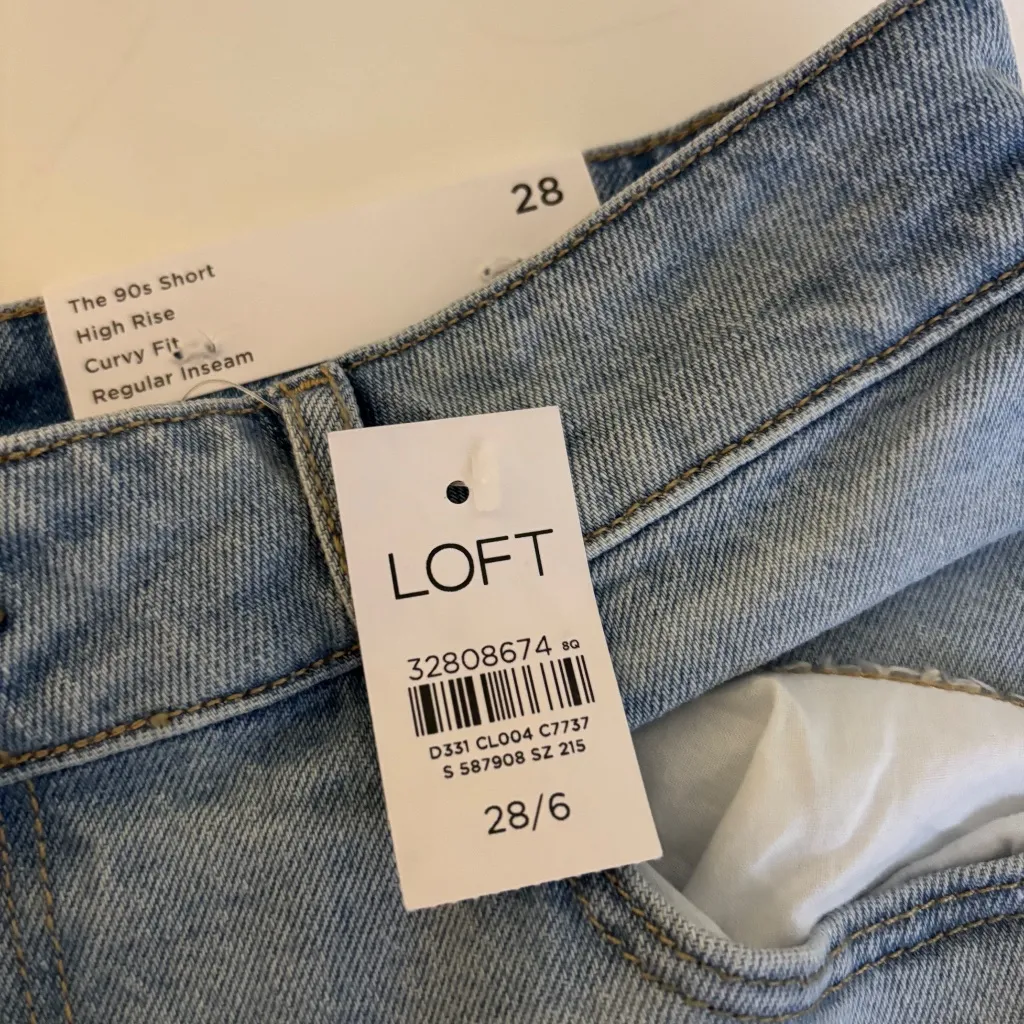 28
The 90s Short
High Rise
Curvy Fit
Regular Inseam
LOFT
32808674 8Q
D331 CL004 C7737
S 587908 SZ 215
28/6